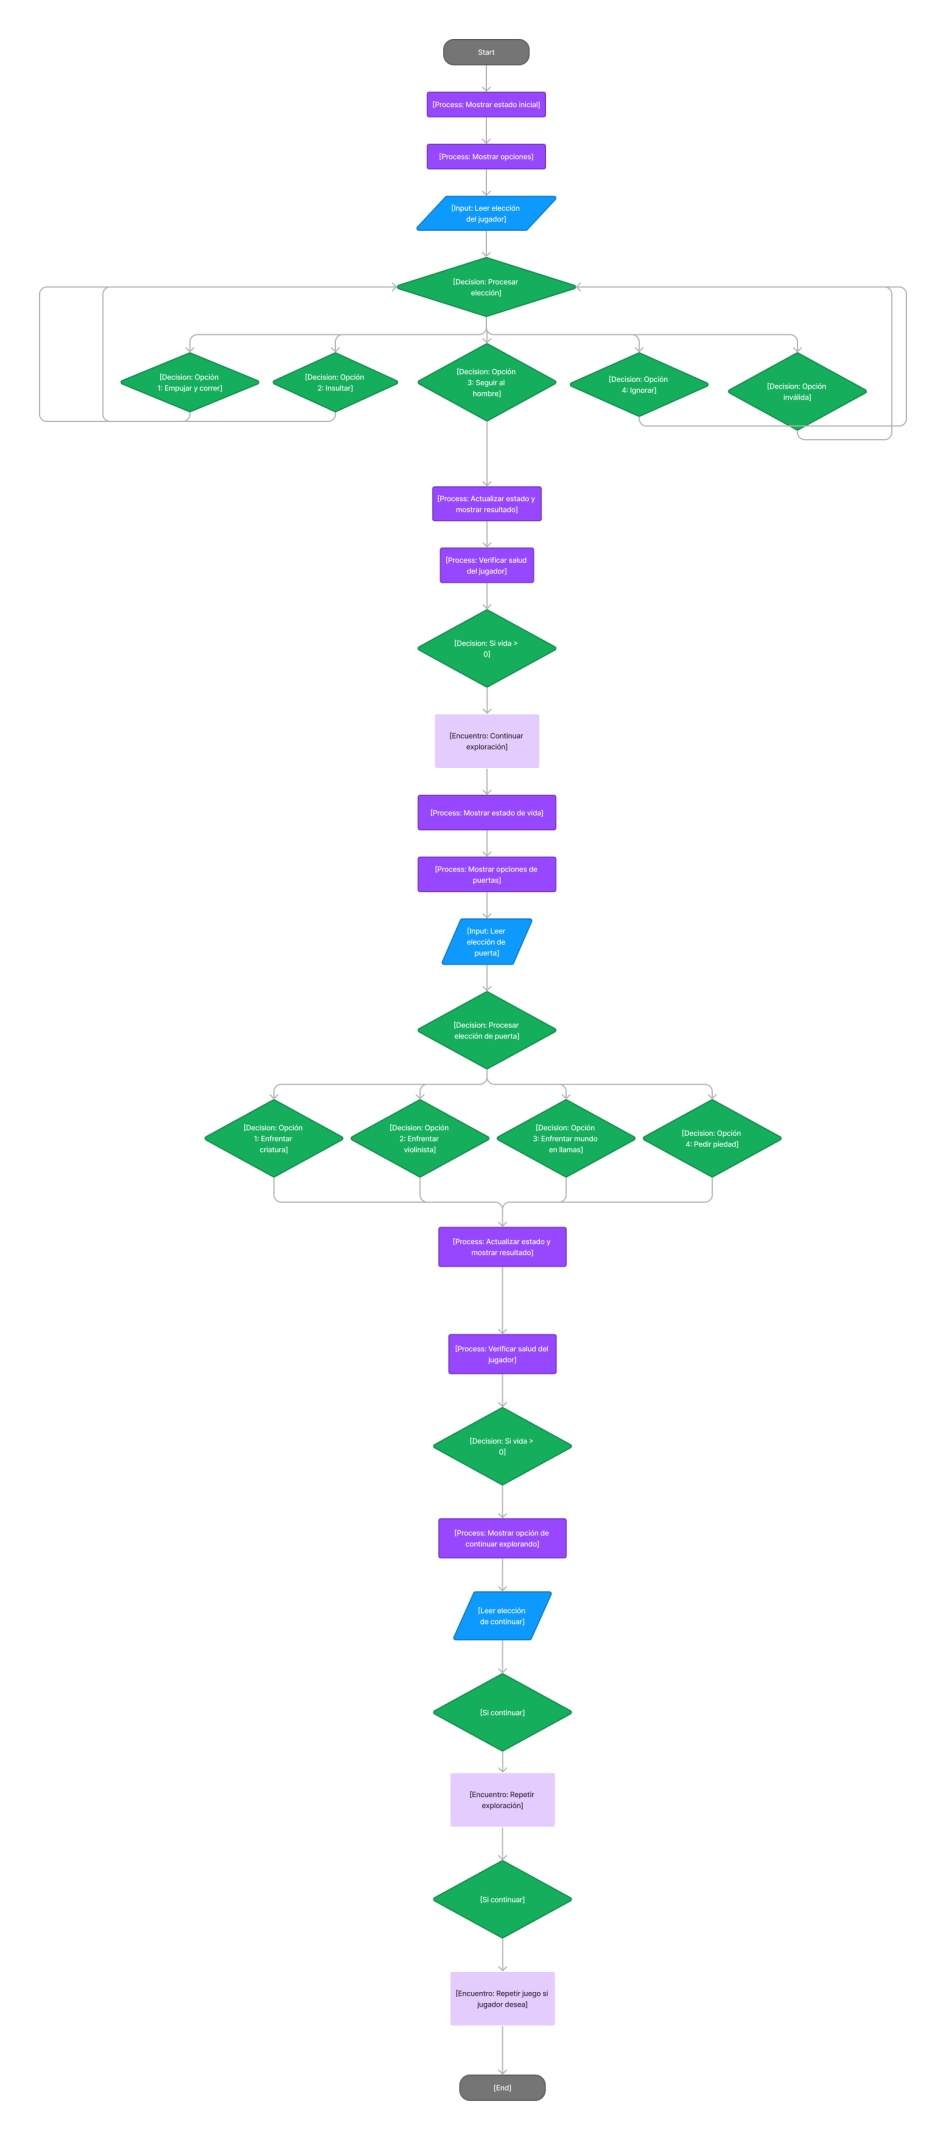 Start
[Process: Mostrar estado inicial]
[Process: Mostrar opciones]
[Input: Leer elección
del jugador]
[Decision: Procesar
elección]
[Decision: Opción
1: Empujar y correr]
[Decision: Opción
2: Insultar]
[Decision: Opción
3: Seguir al
hombre]
[Decision: Opción
4: Ignorar]
[Decision: Opción
inválida]
[Process: Actualizar estado y
mostrar resultado]
[Process: Verificar salud
del jugador]
[Decision: Si vida >
0]
[Encuentro: Continuar
exploración]
[Process: Mostrar estado de vida]
[Process: Mostrar opciones de
puertas]
[Input: Leer
elección de
puerta]
[Decision: Procesar
elección de puerta]
[Decision: Opción
1: Enfrentar
criatura]
[Decision: Opción
2: Enfrentar
violinista]
[Decision: Opción
3: Enfrentar mundo
en llamas]
[Decision: Opción
4: Pedir piedad]
[Process: Actualizar estado y
mostrar resultado]
[Process: Verificar salud del
jugador]
[Decision: Si vida >
0]
[Process: Mostrar opción de
continuar explorando]
[Leer elección
de continuar]
[Si continuar]
[Encuentro: Repetir
exploración]
[Si continuar]
[Encuentro: Repetir juego si
jugador desea]
[End]